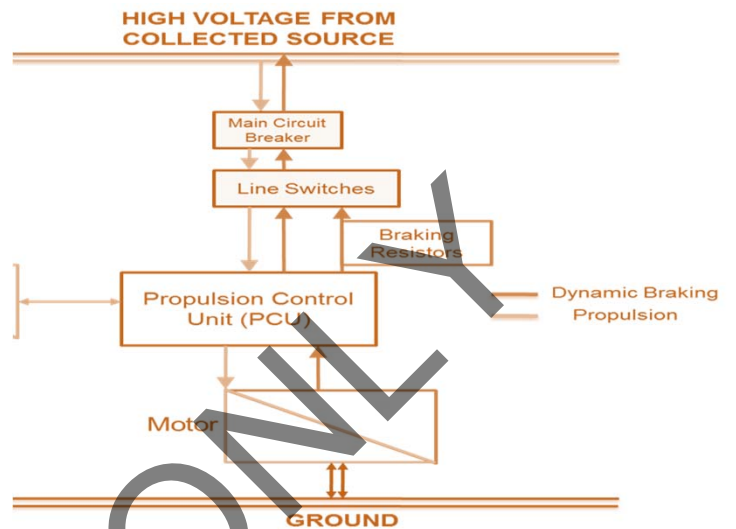 HIGH VOLTAGE FROM
COLLECTED SOURCE
Main Circuit
Breaker
Line Switches
Braking
Resistors
Propulsion Control
Unit (PCU)
Dynamic Braking
Propulsion
Motor
GROUND
ONLY